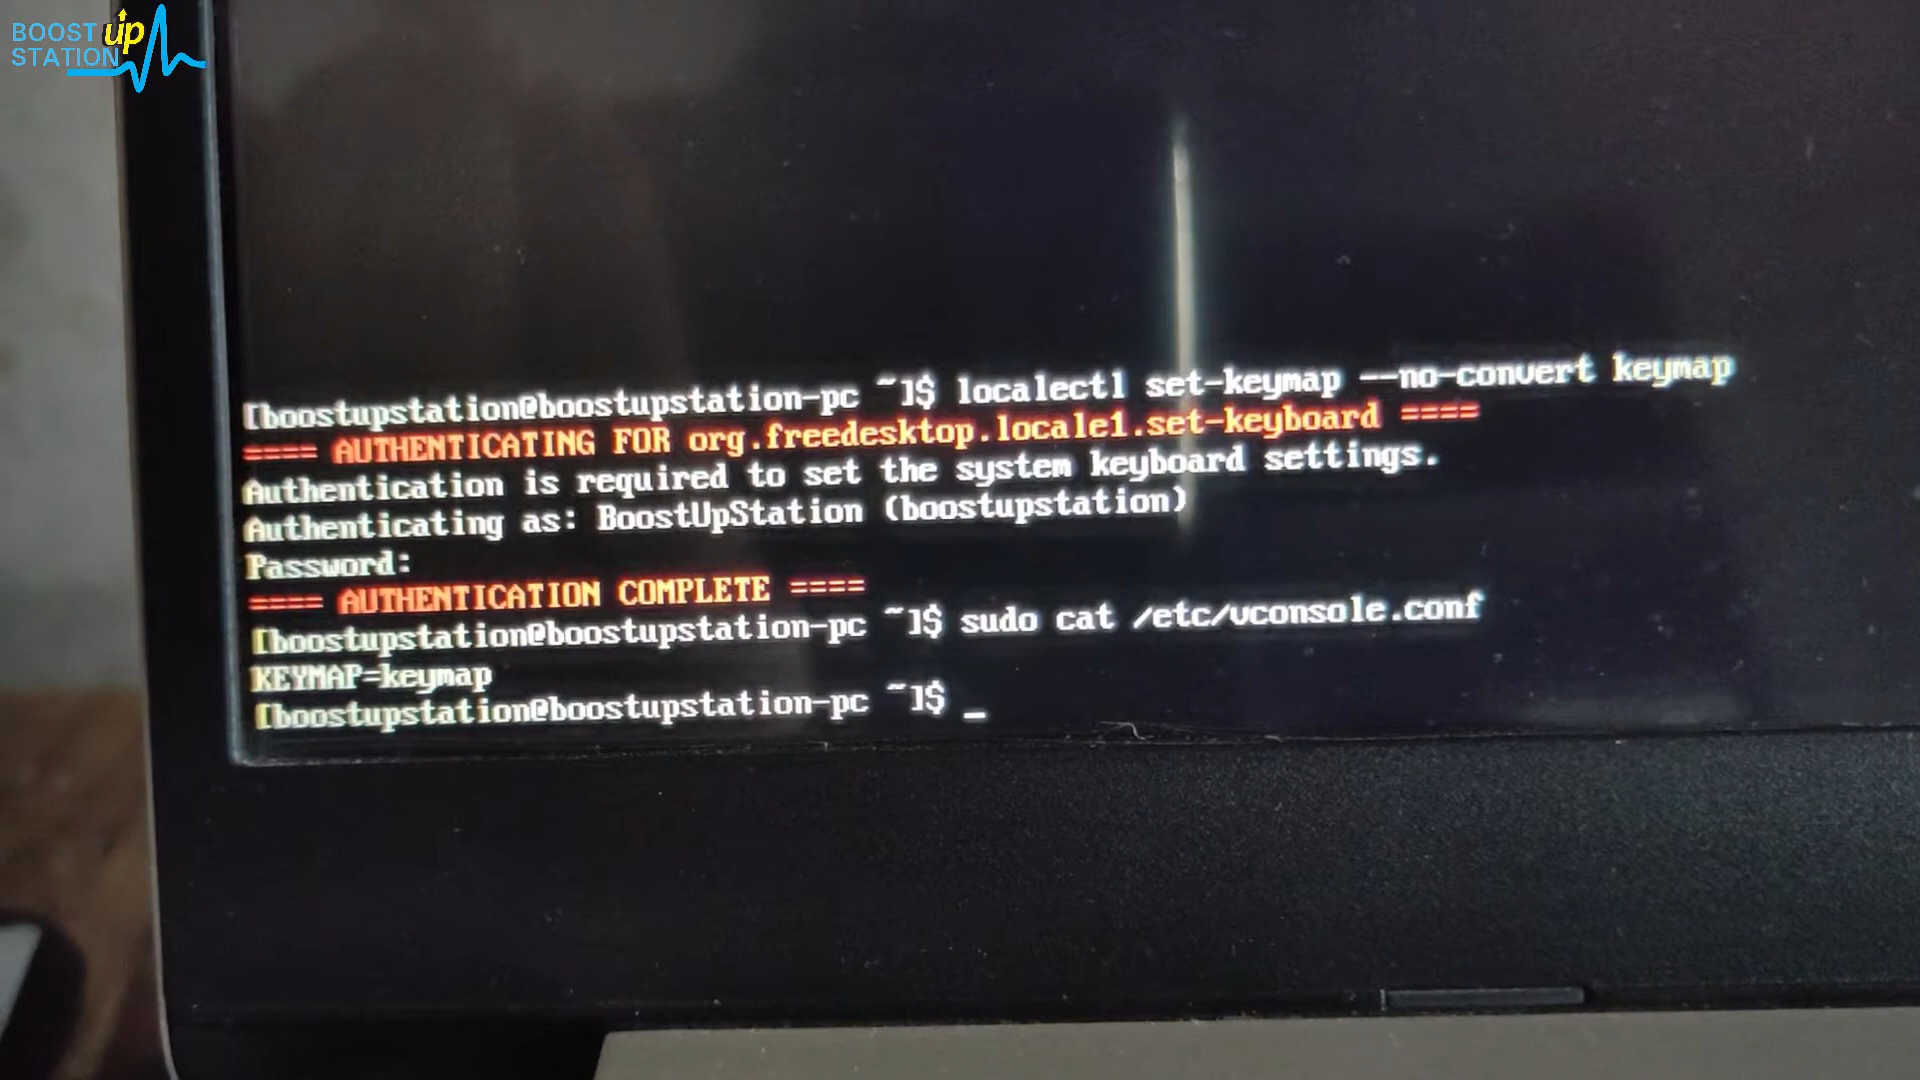 BOOST up
STATION
[boostupstation@boostupstation-pc ~]$ localectl set-keymap --no-convert keymap
==== AUTHENTICATING FOR org.freedesktop.locale1.set-keyboard ====
Authentication is required to set the system keyboard settings.
Authenticating as: BoostUpStation (boostupstation)
Password:
==== AUTHENTICATION COMPLETE ====
[boostupstation@boostupstation-pc ~]$ sudo cat /etc/vconsole.conf
KEYMAP=keymap
[boostupstation@boostupstation-pc ~]$ _